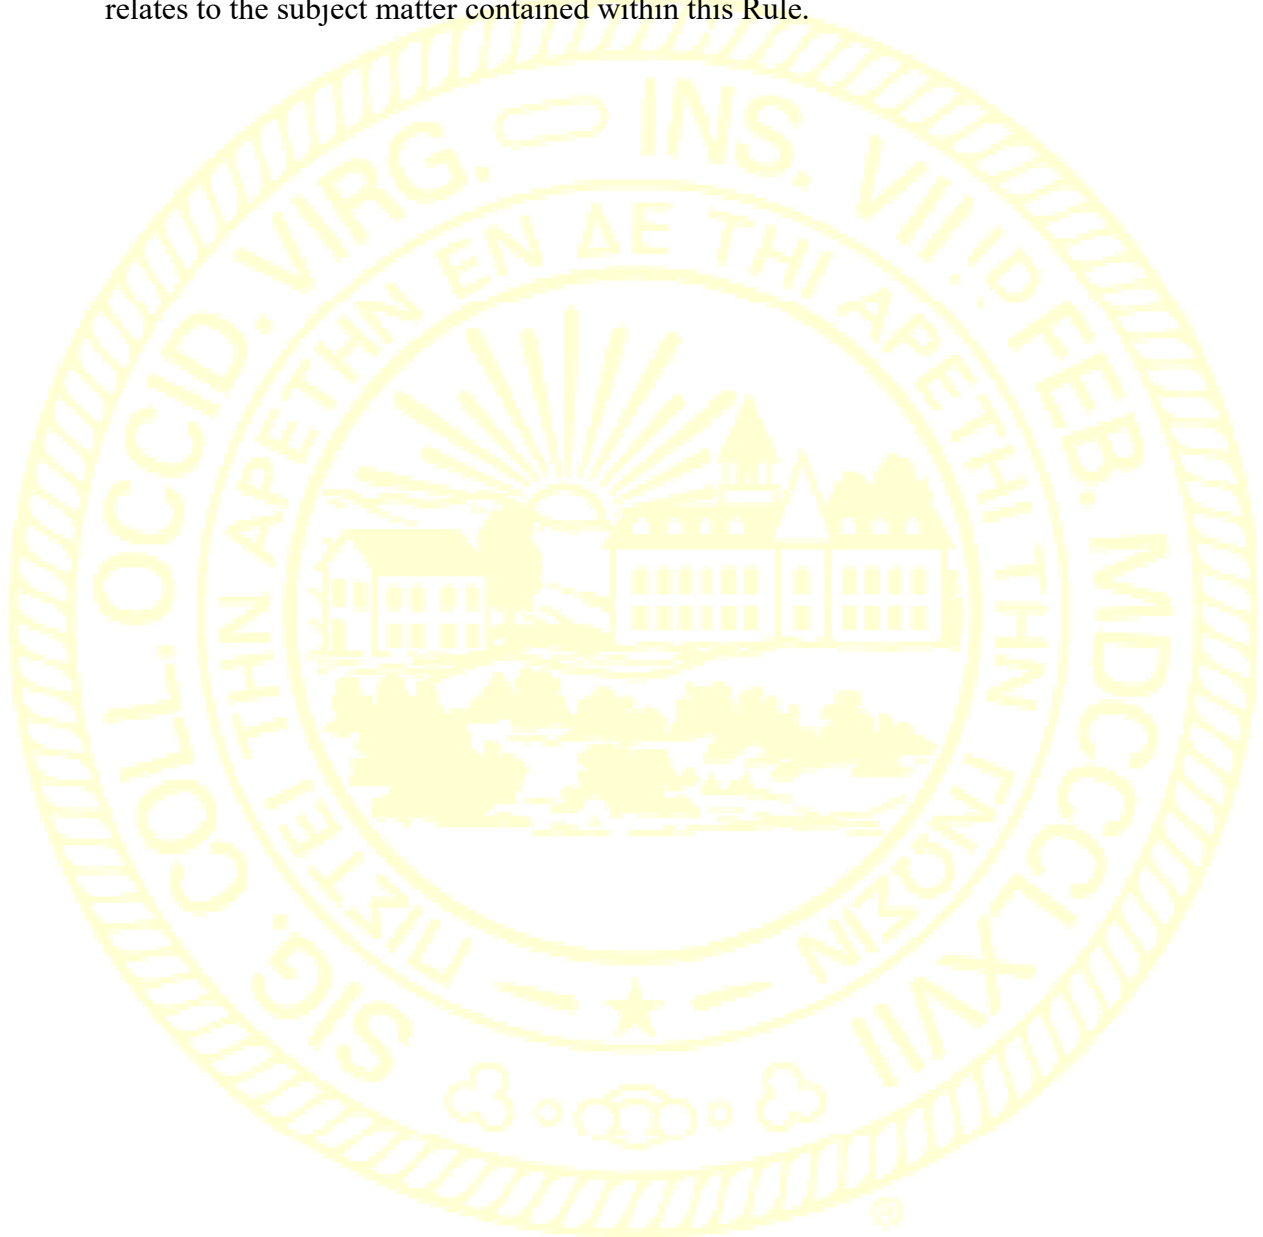 relates to the subject matter contained within this Rule.
SIG. COLL. OCCID. VIRG. — INS. VII! D FEB. MDCCCLXVII
ΠΙΣΤΕΙ ΤΗΝ ΑΡΕΤΗΝ ΕΝ ΔΕ ΤΗΙ ΑΡΕΤΗΙ ΤΗΝ ΓΝΩΣΙΝ